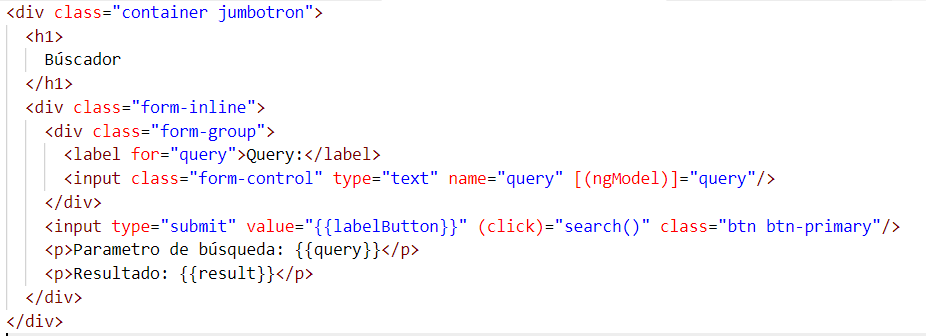 <div class="container jumbotron">
<h1>
Búscador
</h1>
<div class="form-inline">
<div class="form-group">
<label for="query">Query:</label>
<input class="form-control" type="text" name="query" [(ngModel)]="query"/>
</div>
<input type="submit" value="{{labelButton}}" (click)="search()" class="btn btn-primary"/>
<p>Parametro de búsqueda: {{query}}</p>
<p>Resultado: {{result}}</p>
</div>
</div>